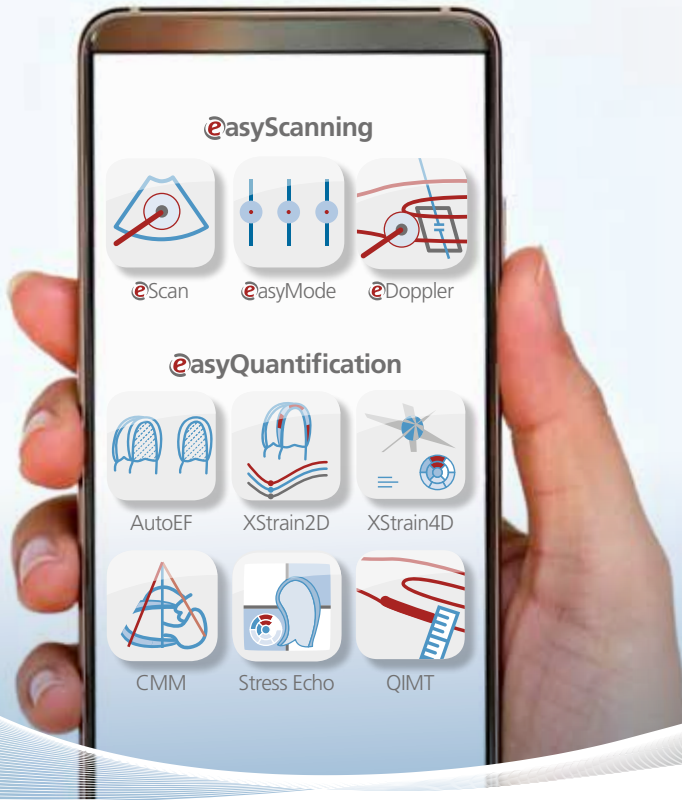 easyScanning
eScan easyMode eDoppler
easyQuantification
AutoEF XStrain2D XStrain4D
CMM Stress Echo QIMT